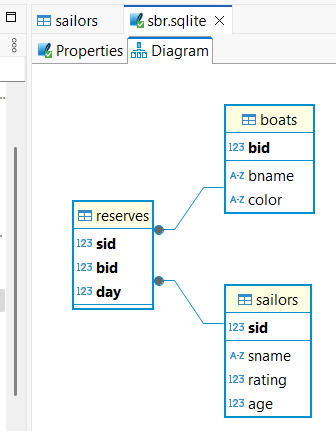 sailors
sbr.sqlite
Properties
Diagram
boats
123 bid
A-Z bname
A-Z color
reserves
123 sid
123 bid
123 day
sailors
123 sid
A-Z sname
123 rating
123 age